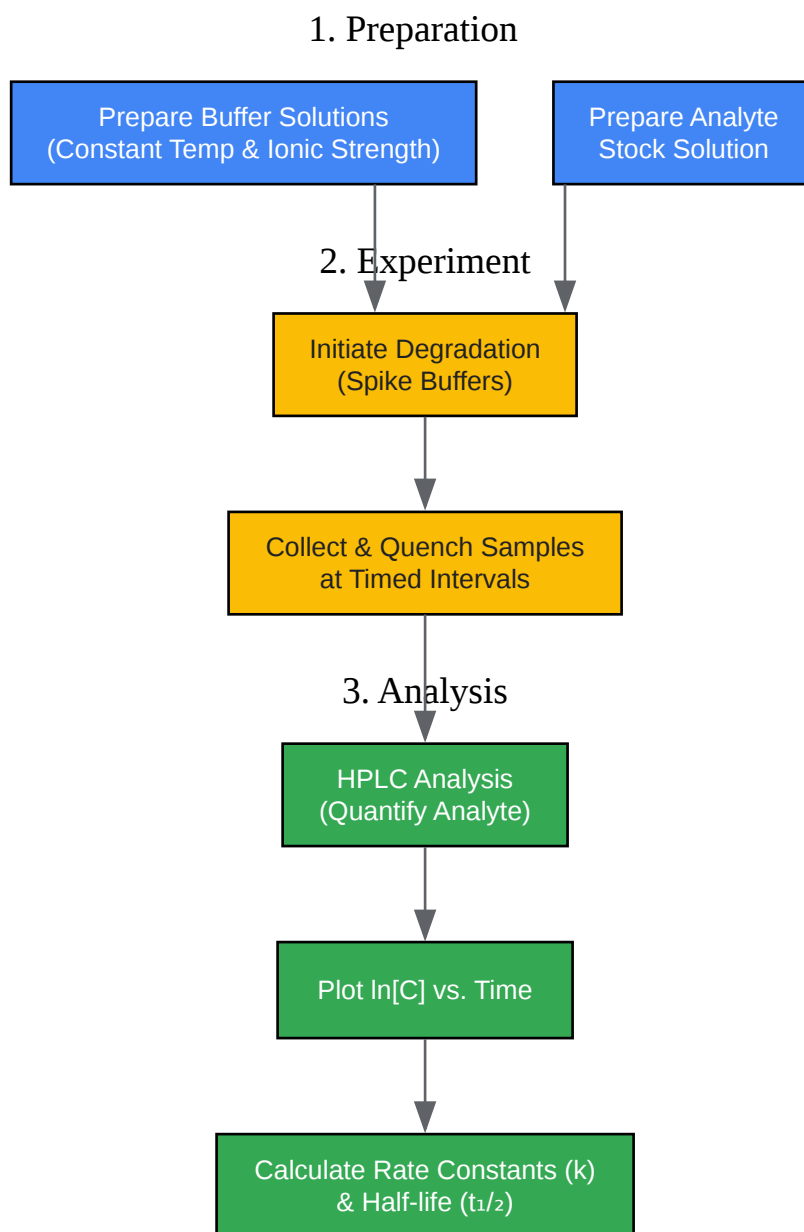 1. Preparation
Prepare Buffer Solutions
(Constant Temp & Ionic Strength)
Prepare Analyte
Stock Solution
2. Experiment
Initiate Degradation
(Spike Buffers)
Collect & Quench Samples
at Timed Intervals
3. Analysis
HPLC Analysis
(Quantify Analyte)
Plot ln[C] vs. Time
Calculate Rate Constants (k)
& Half-life (t₁/₂)